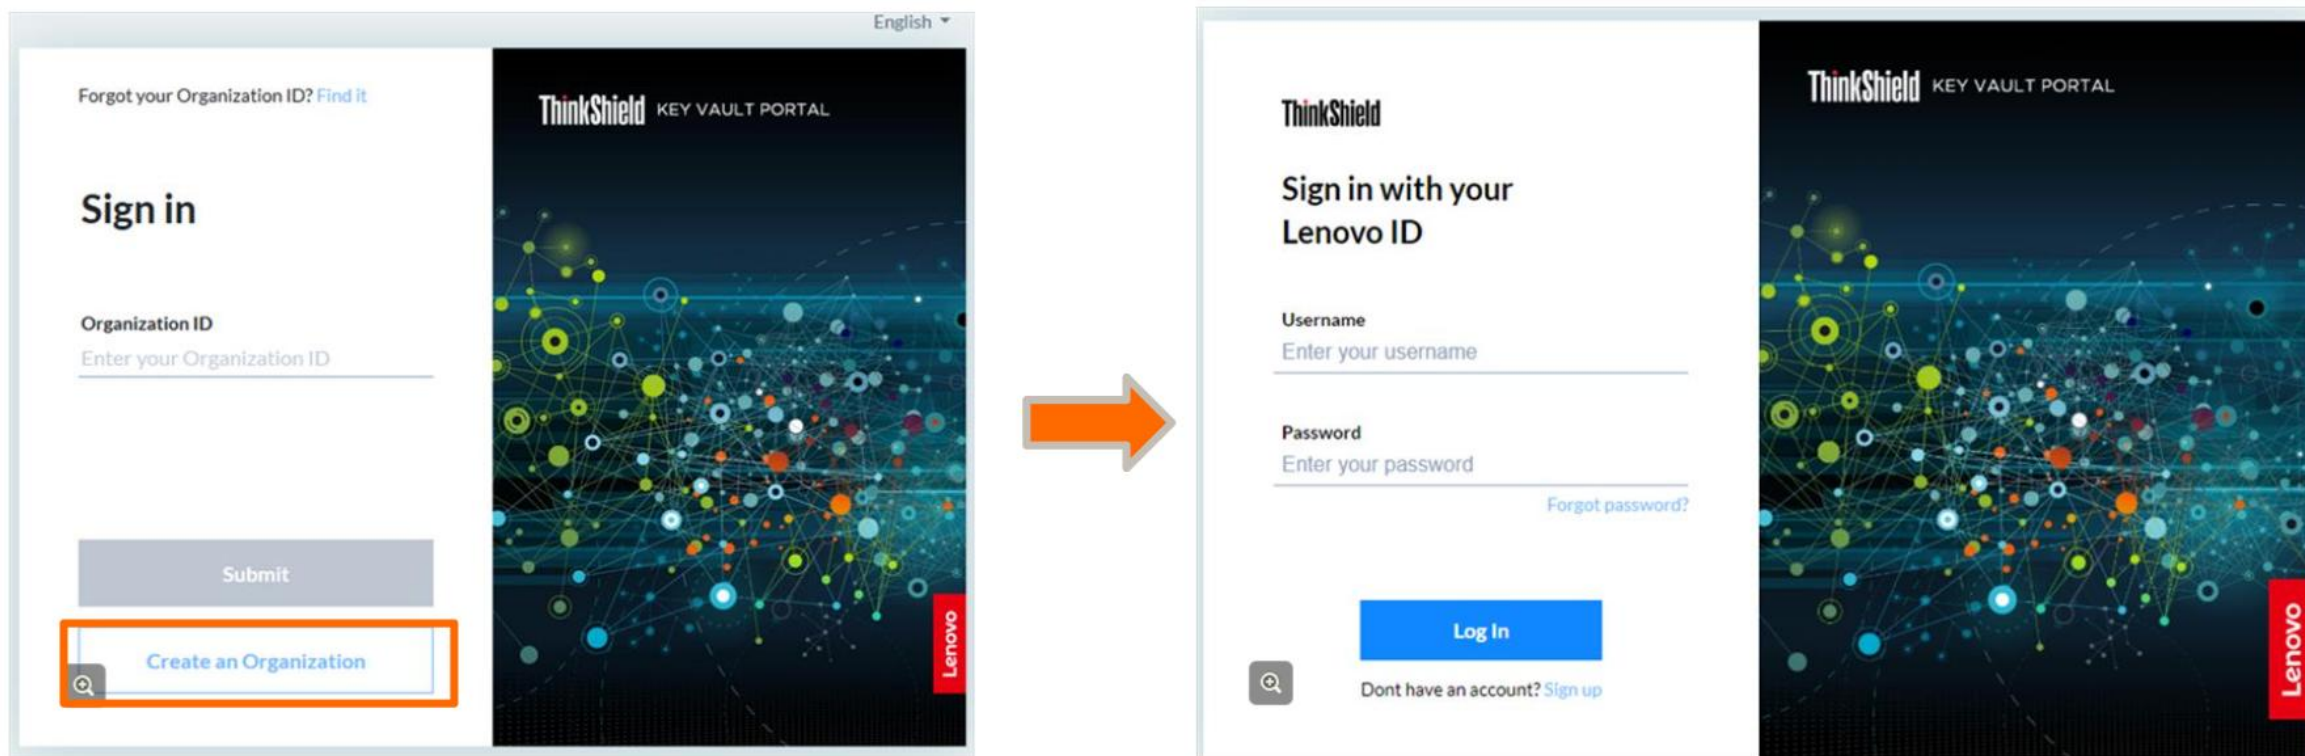 English
Forgot your Organization ID? Find it
ThinkShield KEY VAULT PORTAL
Sign in
Organization ID
Enter your Organization ID
Submit
Create an Organization
Lenovo
ThinkShield KEY VAULT PORTAL
ThinkShield
Sign in with your
Lenovo ID
Username
Enter your username
Password
Enter your password
Forgot password?
Log In
Dont have an account? Sign up
Lenovo